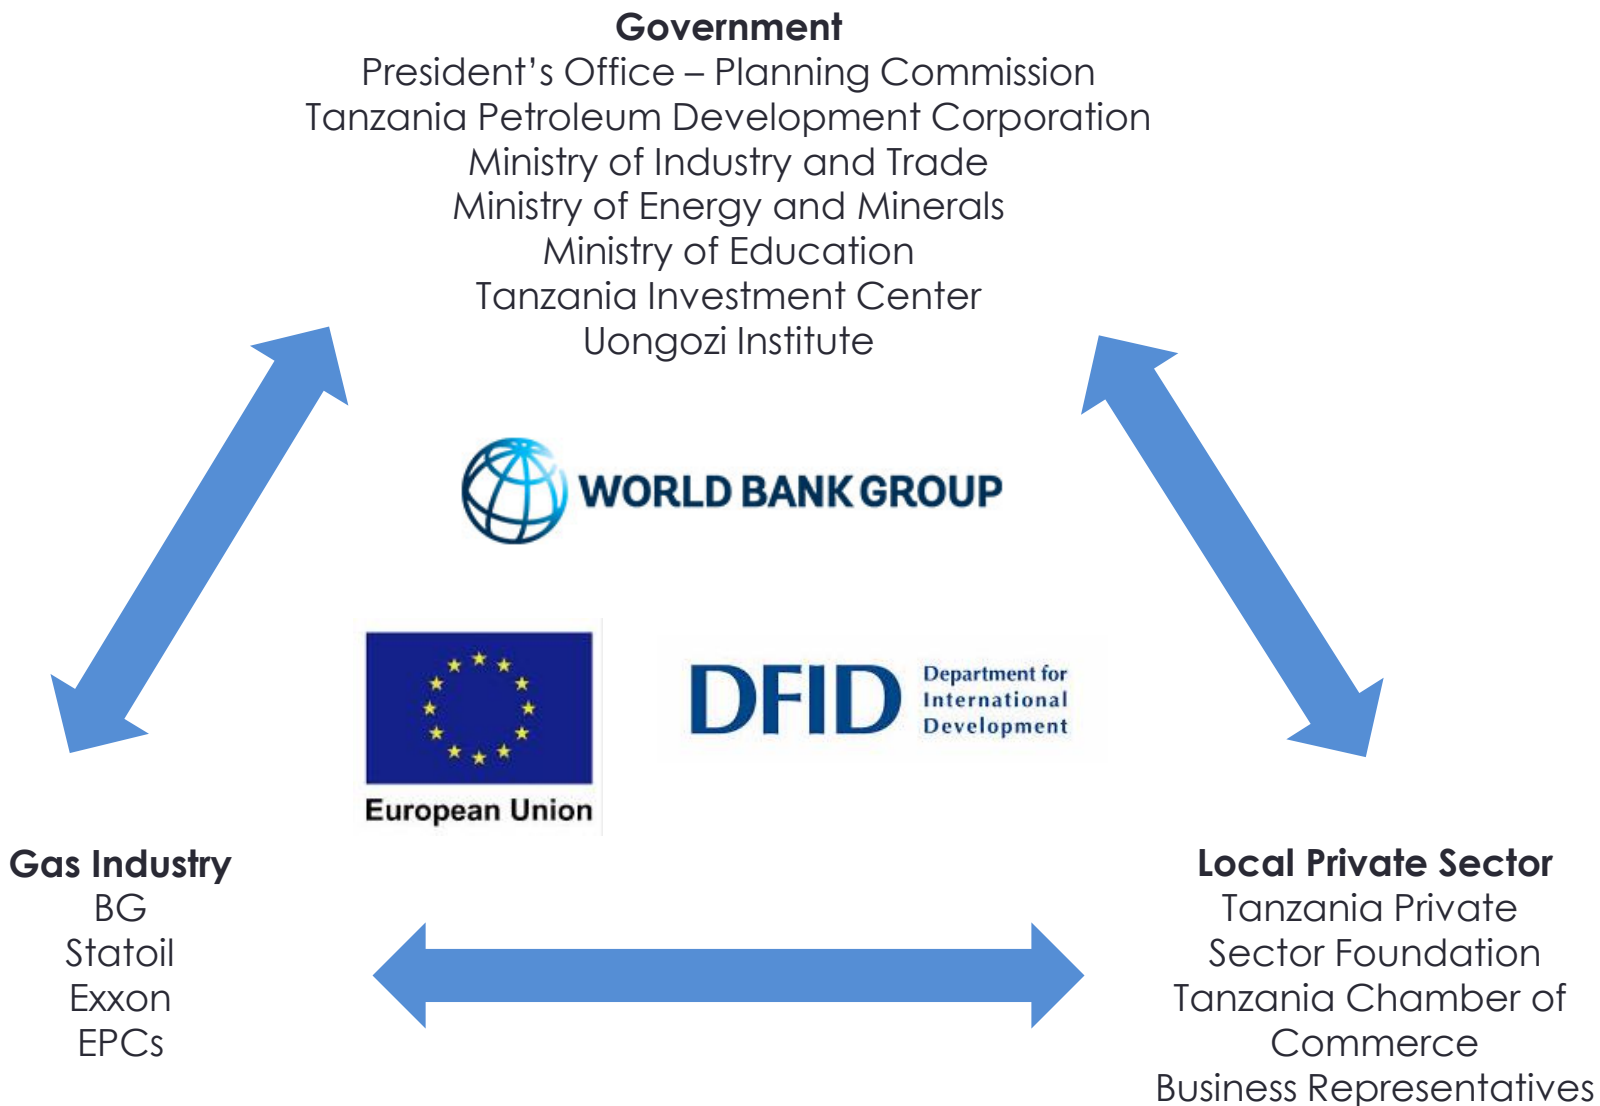 Government
President’s Office – Planning Commission
Tanzania Petroleum Development Corporation
Ministry of Industry and Trade
Ministry of Energy and Minerals
Ministry of Education
Tanzania Investment Center
Uongozi Institute
WORLD BANK GROUP
European Union
DFID
Department for
International
Development
Gas Industry
BG
Statoil
Exxon
EPCs
Local Private Sector
Tanzania Private
Sector Foundation
Tanzania Chamber of
Commerce
Business Representatives